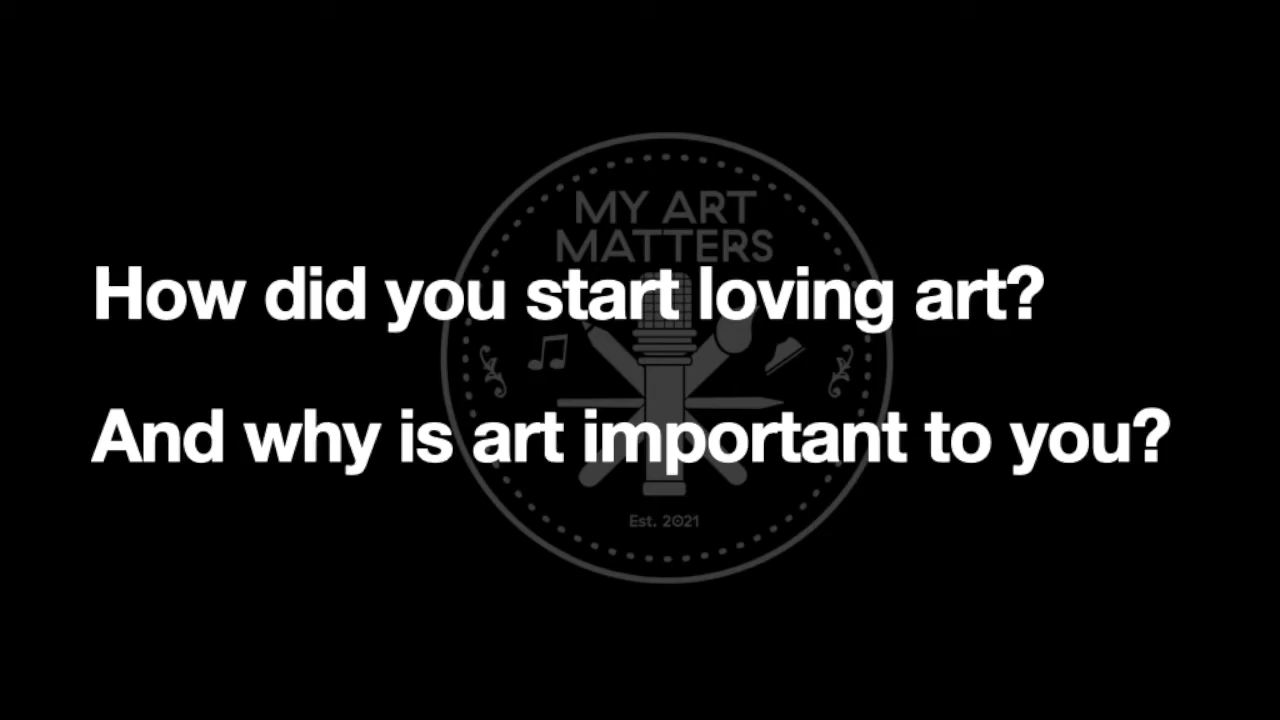 MY ART
MATTERS
How did you start loving art?
And why is art important to you?
Est. 2021